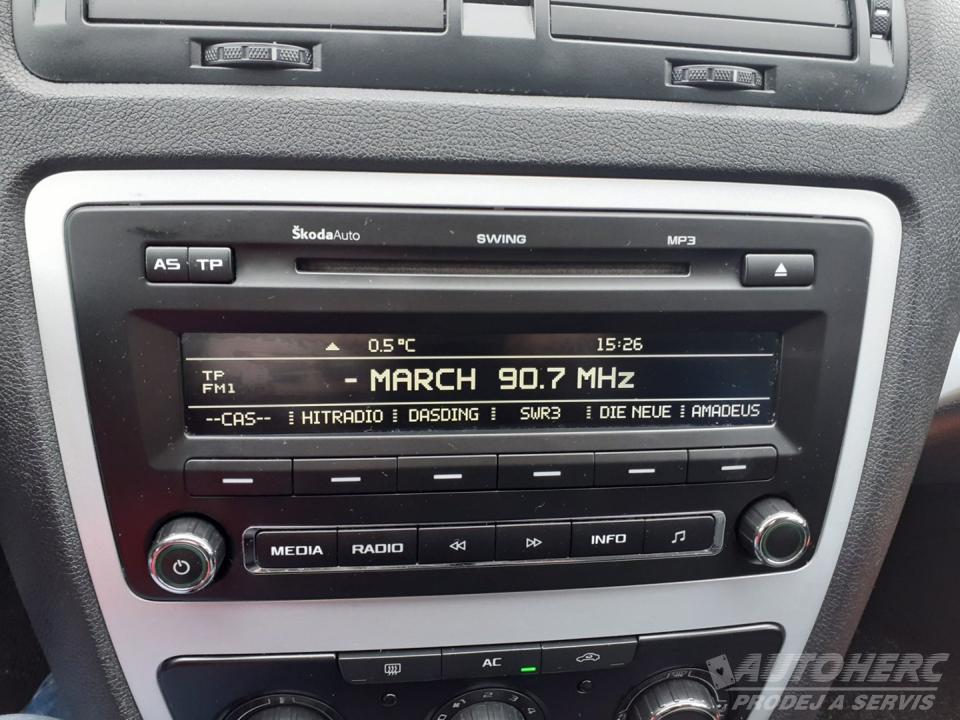 ŠkodaAuto SWING MP3
AS TP
0.5°C 15:26
TP
FM1
- MARCH 90.7 MHz
--CAS-- HITRADIO DASDING SWR3 DIE NEUE AMADEUS
MEDIA RADIO INFO
AC
AUTOHERC
PRODEJ A SERVIS